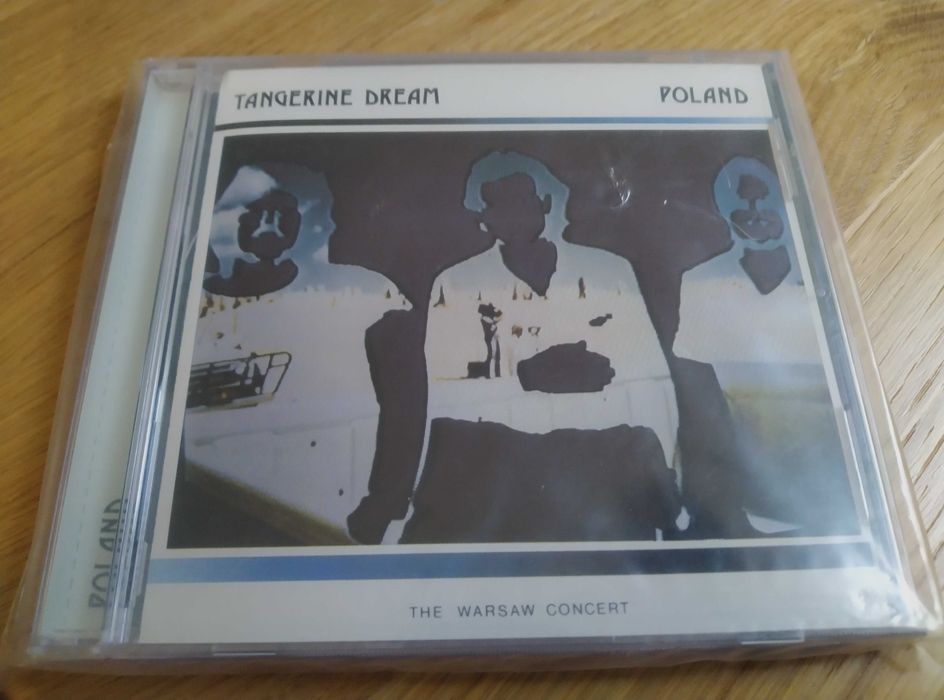 TANGERINE DREAM POLAND
THE WARSAW CONCERT
POLAND